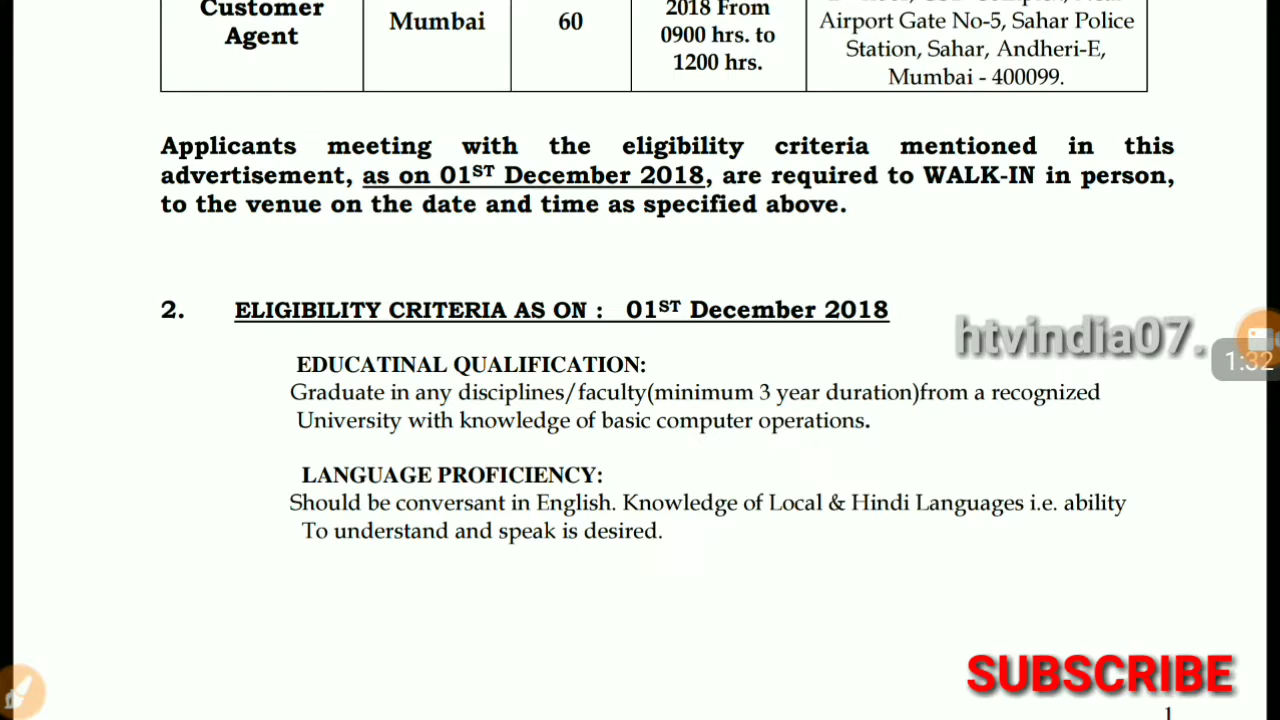 Customer
Agent
Mumbai
60
2018 From
0900 hrs. to
1200 hrs.
Airport Gate No-5, Sahar Police
Station, Sahar, Andheri-E,
Mumbai - 400099.
Applicants meeting with the eligibility criteria mentioned in this
advertisement, as on 01ST December 2018, are required to WALK-IN in person,
to the venue on the date and time as specified above.
2. ELIGIBILITY CRITERIA AS ON : 01ST December 2018
htvindia07.
1:32
EDUCATINAL QUALIFICATION:
Graduate in any disciplines/faculty(minimum 3 year duration)from a recognized
University with knowledge of basic computer operations.
LANGUAGE PROFICIENCY:
Should be conversant in English. Knowledge of Local & Hindi Languages i.e. ability
To understand and speak is desired.
SUBSCRIBE
1